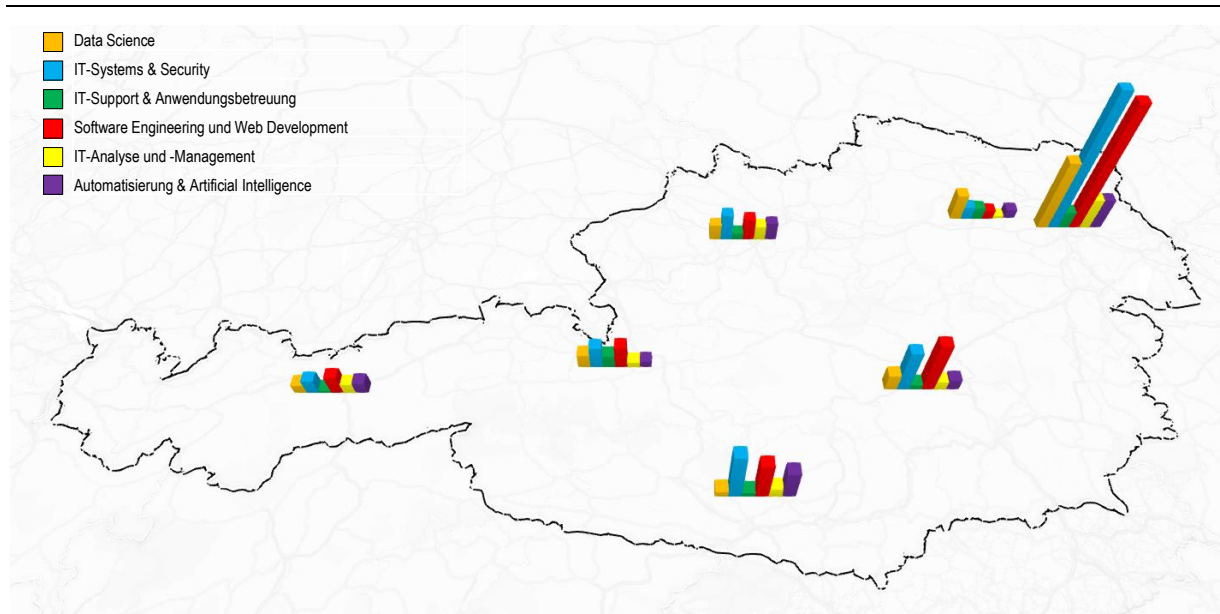 Data Science
IT-Systems & Security
IT-Support & Anwendungsbetreuung
Software Engineering und Web Development
IT-Analyse und -Management
Automatisierung & Artificial Intelligence